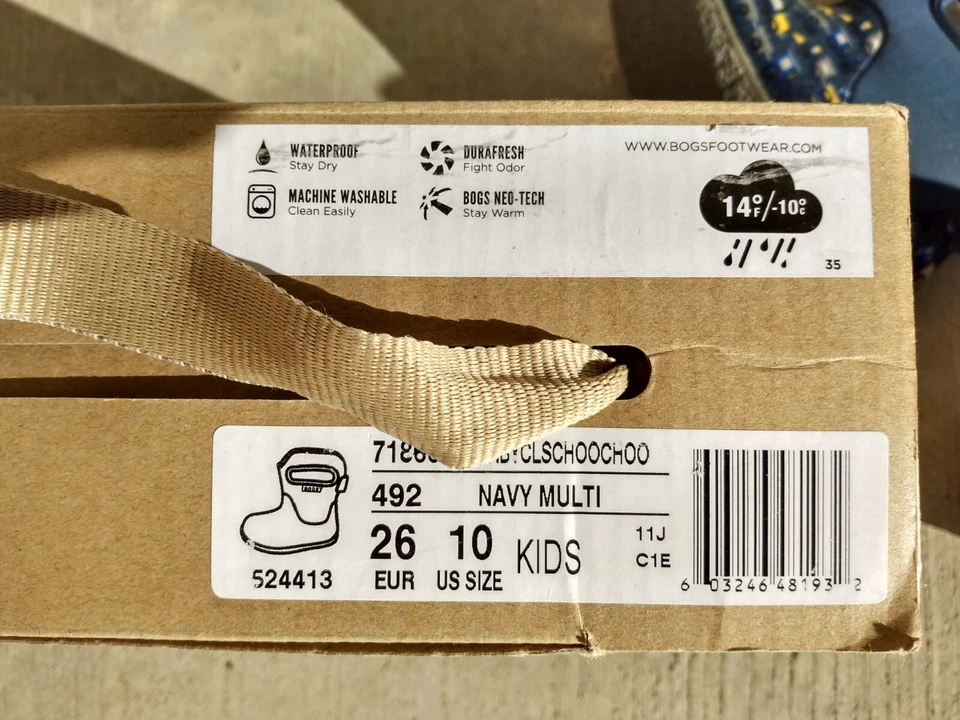 WATERPROOF
Stay Dry
DURAFRESH
Fight Odor
MACHINE WASHABLE
Clean Easily
BOGS NEO-TECH
Stay Warm
WWW.BOGSFOOTWEAR.COM
14°F/-10°C
35
CLSCHOOCHOO
492 NAVY MULTI
26 10 KIDS
EUR US SIZE
11J
C1E
524413
6 03246 48193 2